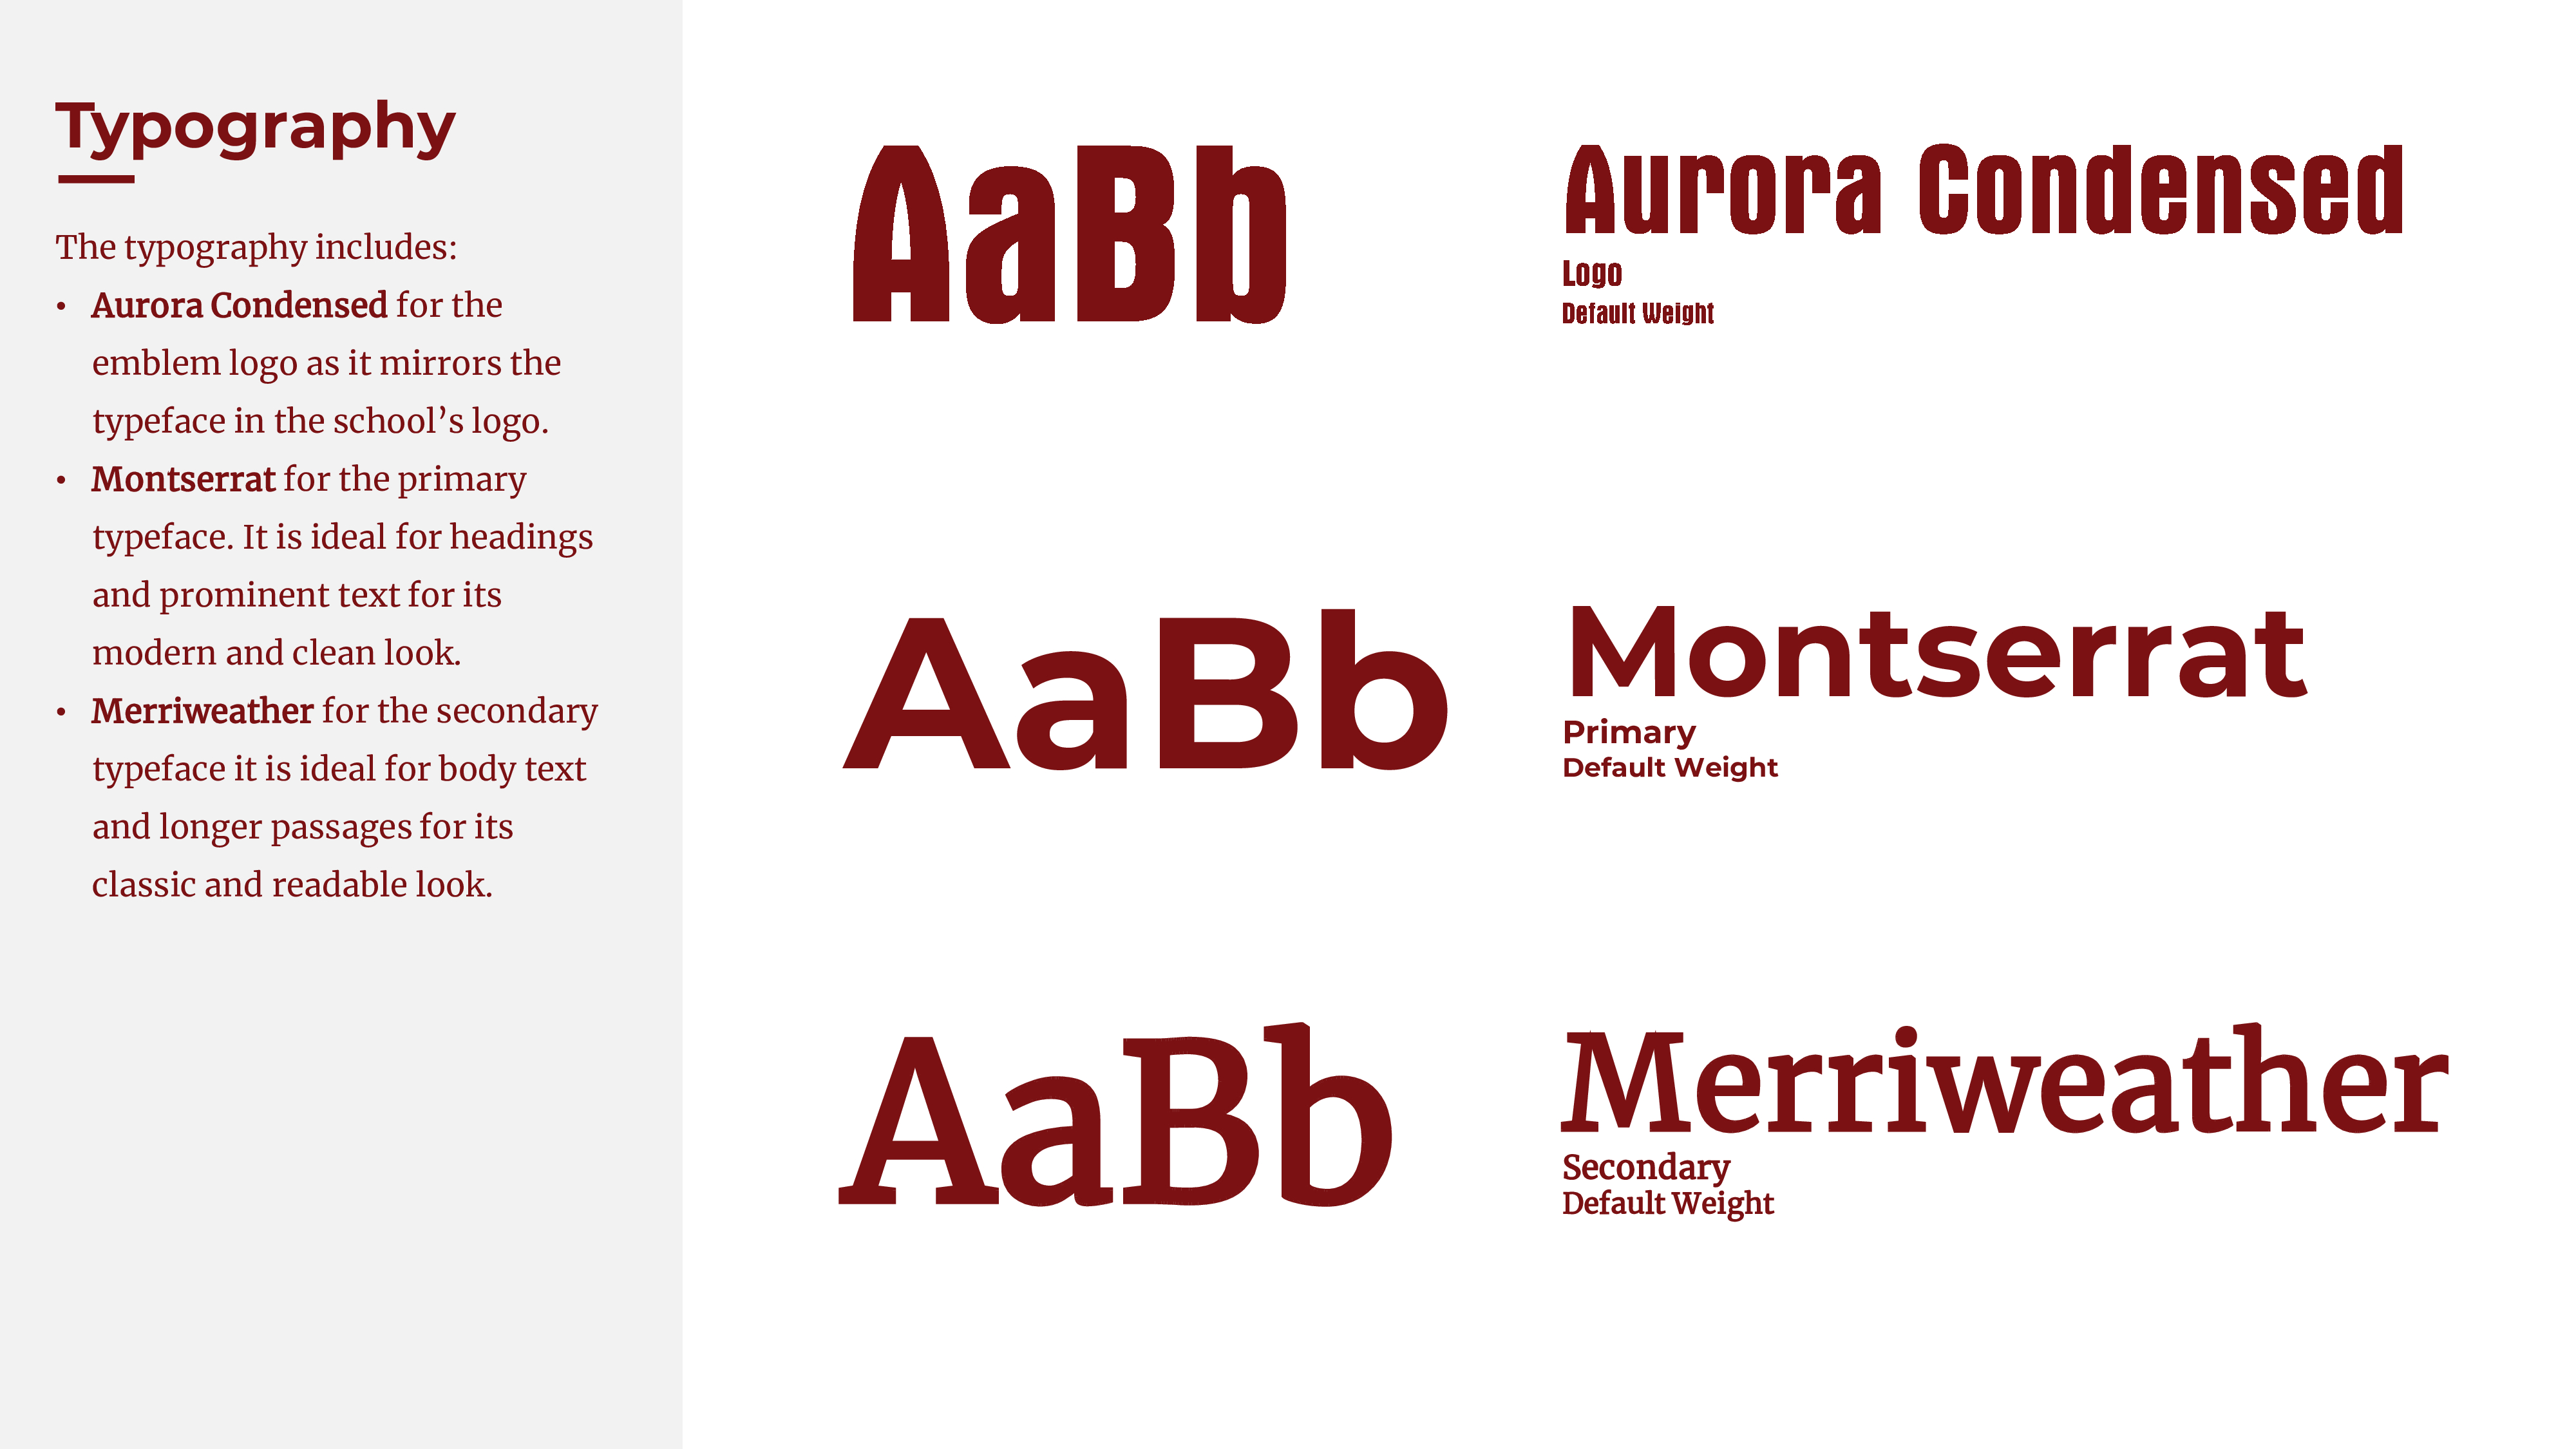 Typography
The typography includes:
• Aurora Condensed for the
emblem logo as it mirrors the
typeface in the school’s logo.
• Montserrat for the primary
typeface. It is ideal for headings
and prominent text for its
modern and clean look.
• Merriweather for the secondary
typeface it is ideal for body text
and longer passages for its
classic and readable look.
AaBb
Aurora Condensed
Logo
Default Weight
AaBb
Montserrat
Primary
Default Weight
AaBb
Merriweather
Secondary
Default Weight